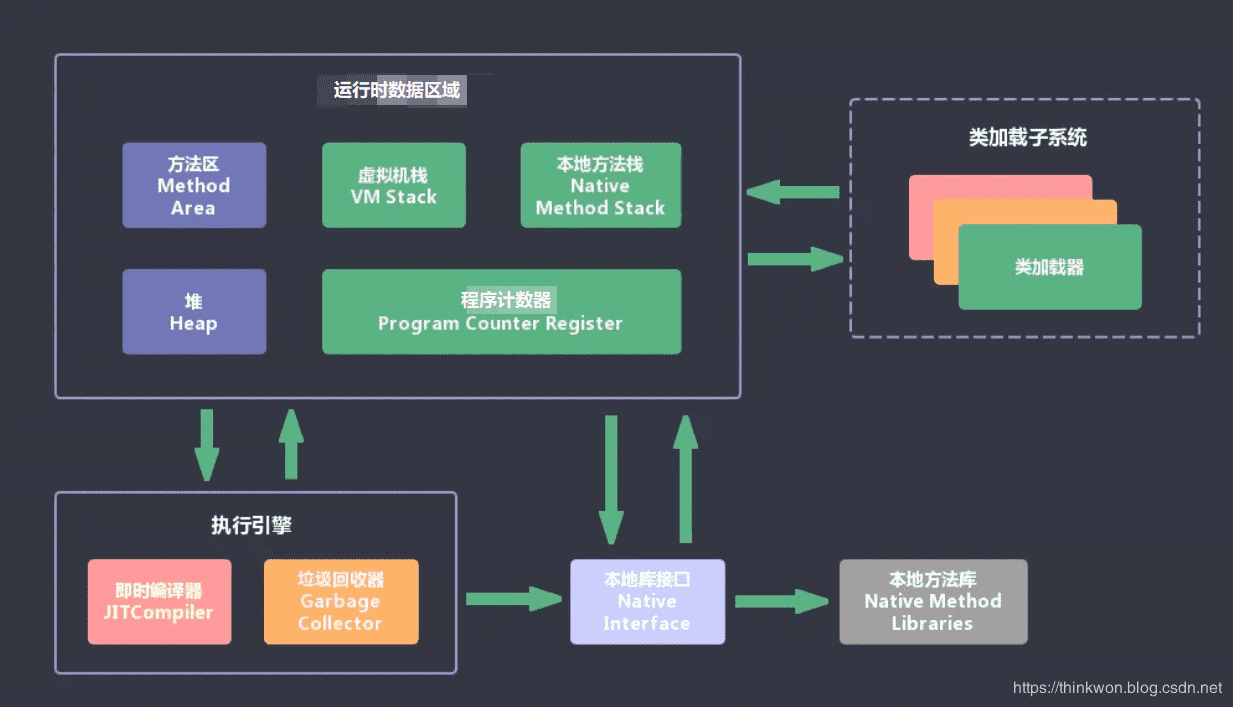 运行时数据区域
方法区
Method
Area
虚拟机栈
VM Stack
本地方法栈
Native
Method Stack
堆
Heap
程序计数器
Program Counter Register
类加载子系统
类加载器
执行引擎
即时编译器
JITCompiler
垃圾回收器
Garbage
Collector
本地库接口
Native
Interface
本地方法库
Native Method
Libraries
https://thinkwon.blog.csdn.net